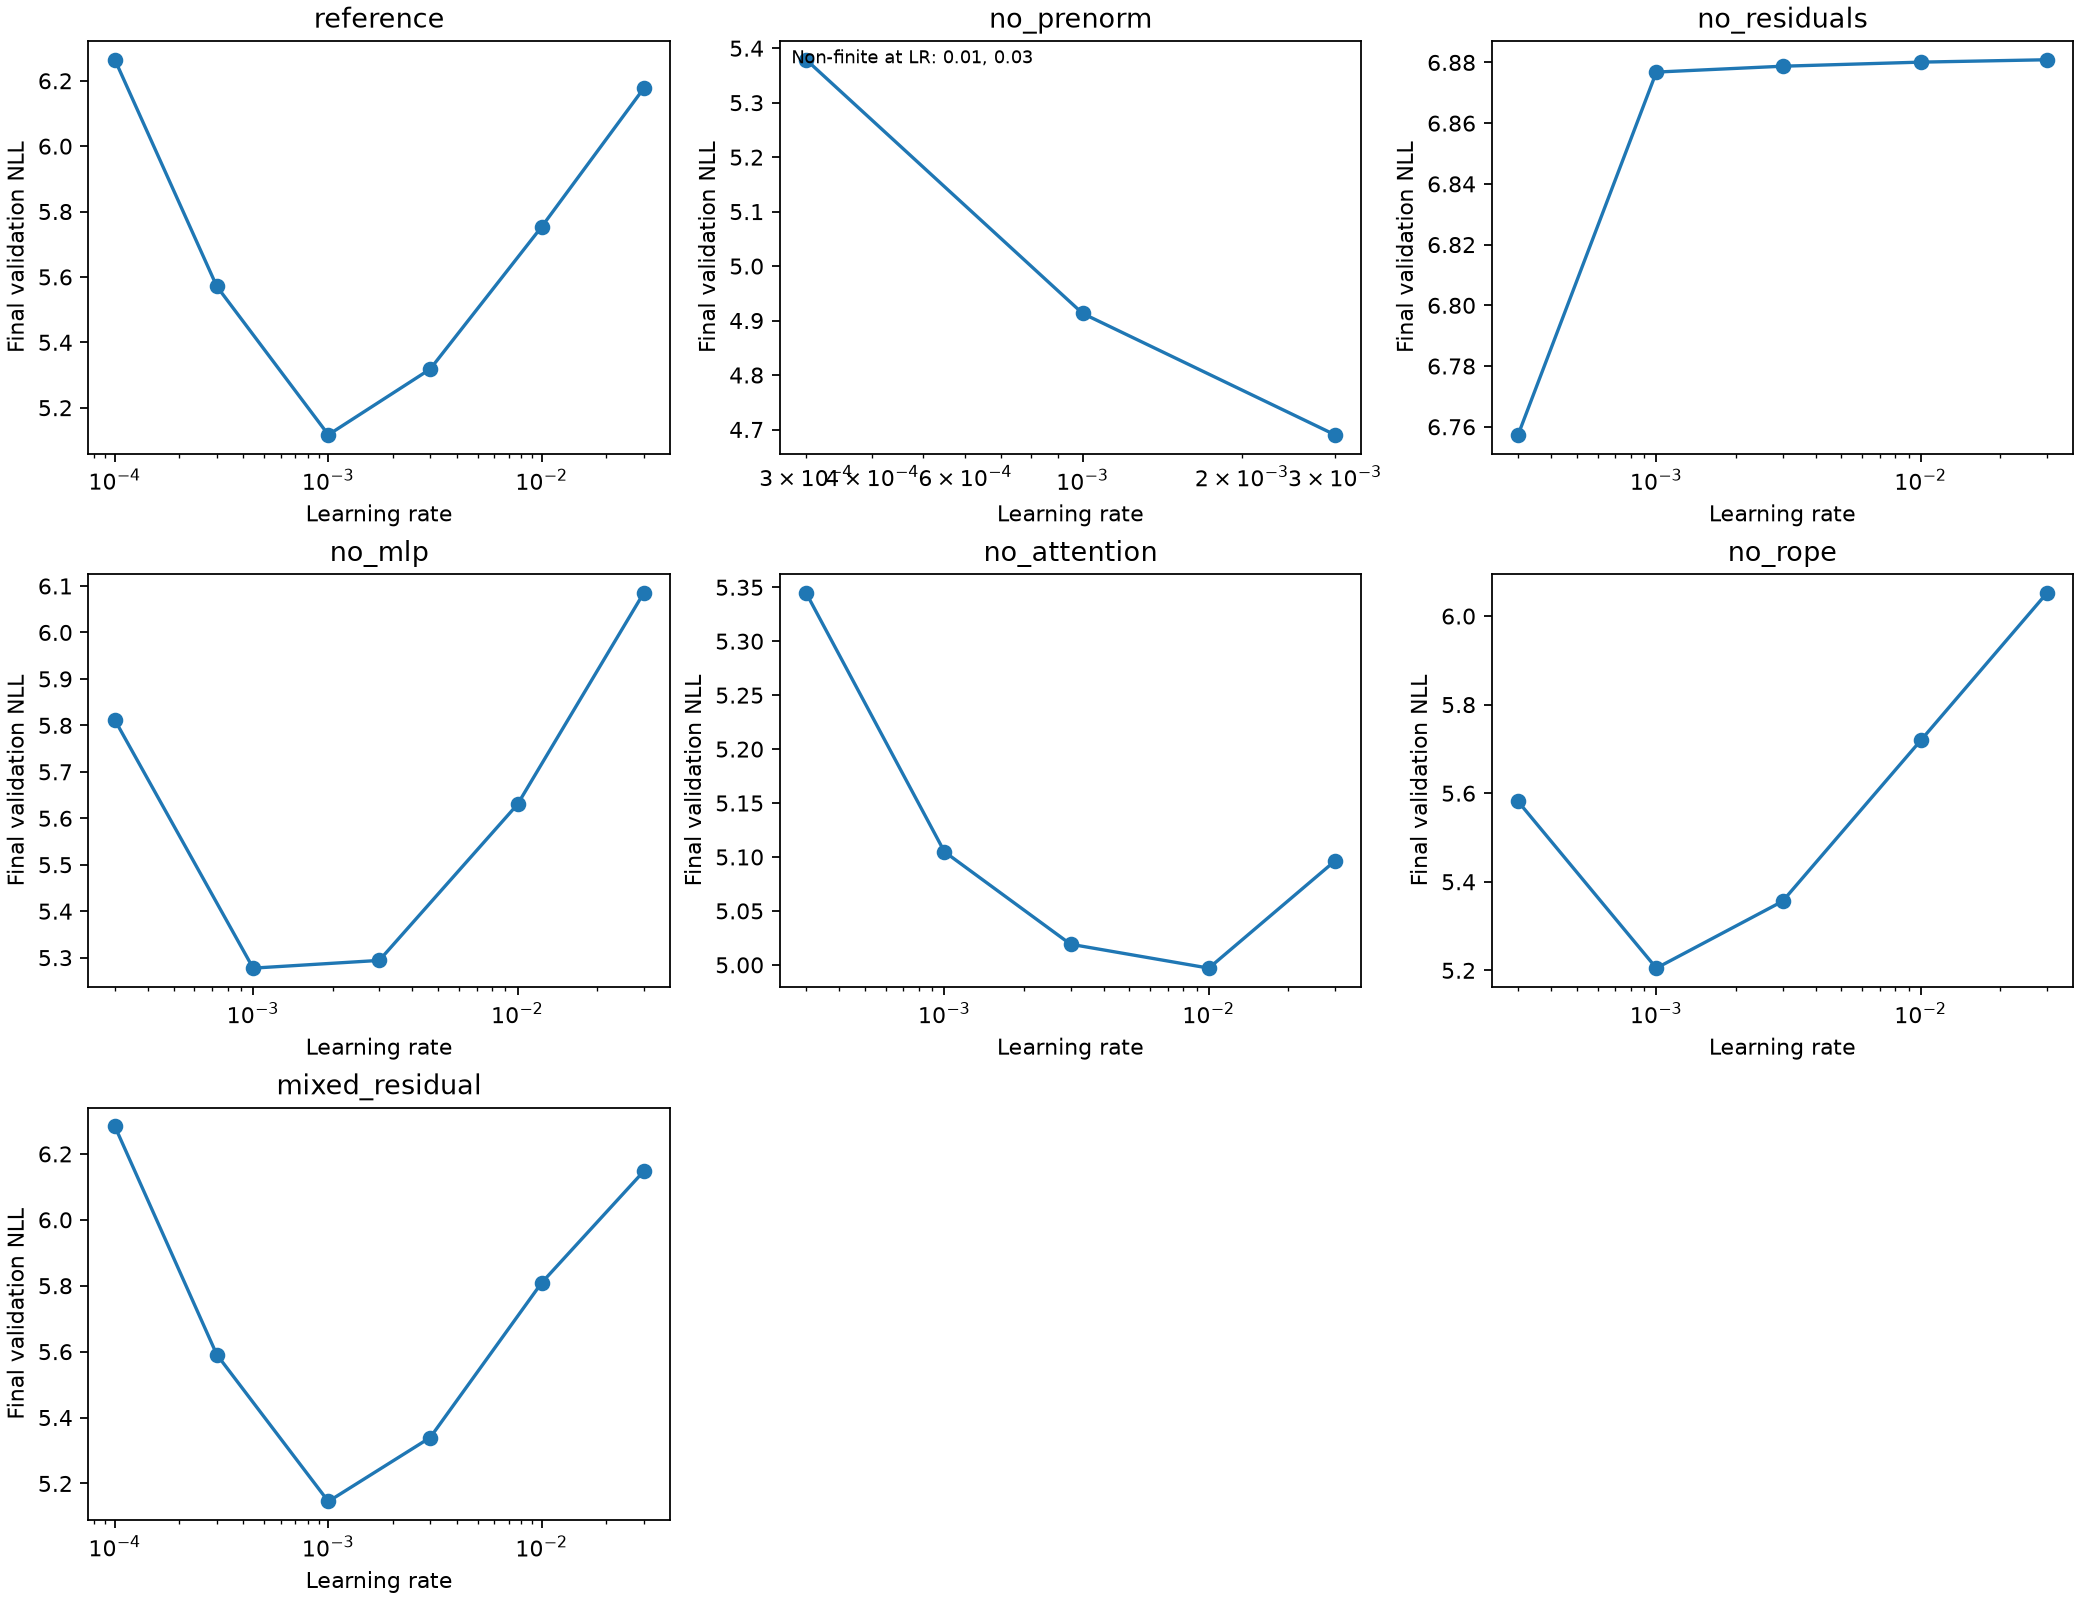 reference
Final validation NLL
6.2
6.0
5.8
5.6
5.4
5.2
10⁻⁴
10⁻³
10⁻²
Learning rate
no_prenorm
Non-finite at LR: 0.01, 0.03
Final validation NLL
5.4
5.3
5.2
5.1
5.0
4.9
4.8
4.7
3 × 10⁻⁴
4 × 10⁻⁴
6 × 10⁻⁴
10⁻³
2 × 10⁻³
3 × 10⁻³
Learning rate
no_residuals
Final validation NLL
6.88
6.86
6.84
6.82
6.80
6.78
6.76
10⁻³
10⁻²
Learning rate
no_mlp
Final validation NLL
6.1
6.0
5.9
5.8
5.7
5.6
5.5
5.4
5.3
10⁻³
10⁻²
Learning rate
no_attention
Final validation NLL
5.35
5.30
5.25
5.20
5.15
5.10
5.05
5.00
10⁻³
10⁻²
Learning rate
no_rope
Final validation NLL
6.0
5.8
5.6
5.4
5.2
10⁻³
10⁻²
Learning rate
mixed_residual
Final validation NLL
6.2
6.0
5.8
5.6
5.4
5.2
10⁻⁴
10⁻³
10⁻²
Learning rate